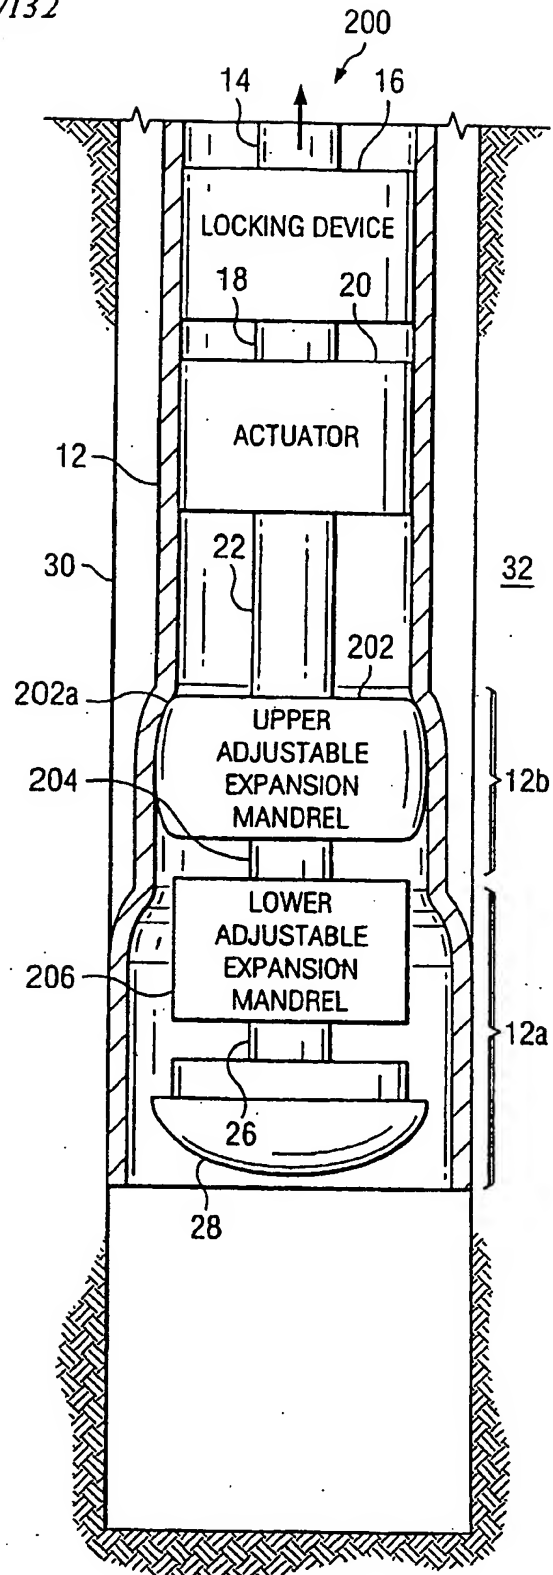 /132
200
14
16
LOCKING DEVICE
18
20
ACTUATOR
12
22
30
32
202
202a
UPPER
ADJUSTABLE
EXPANSION
MANDREL
12b
204
LOWER
ADJUSTABLE
EXPANSION
MANDREL
206
12a
26
28